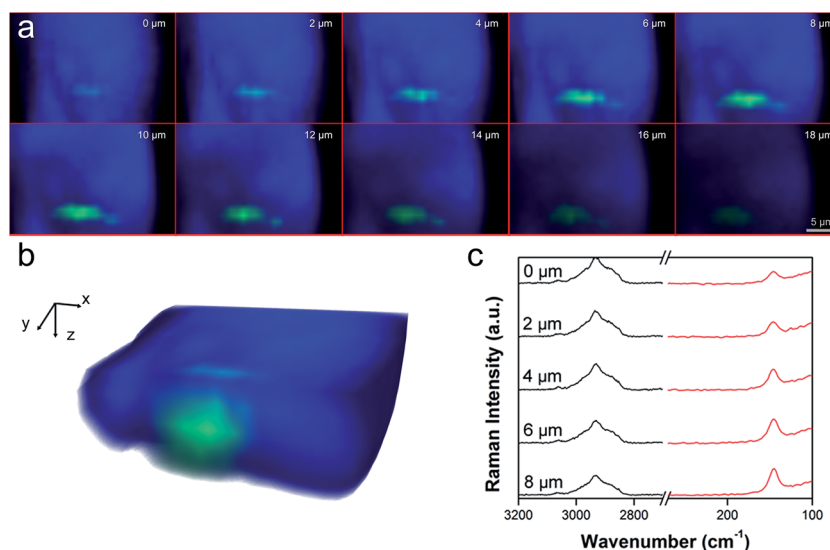 a
0 µm
2 µm
4 µm
6 µm
8 µm
10 µm
12 µm
14 µm
16 µm
18 µm
5 µm
b
x
y
z
c
Raman Intensity (a.u.)
0 µm
2 µm
4 µm
6 µm
8 µm
3200 3000 2800 200 100
Wavenumber (cm⁻¹)